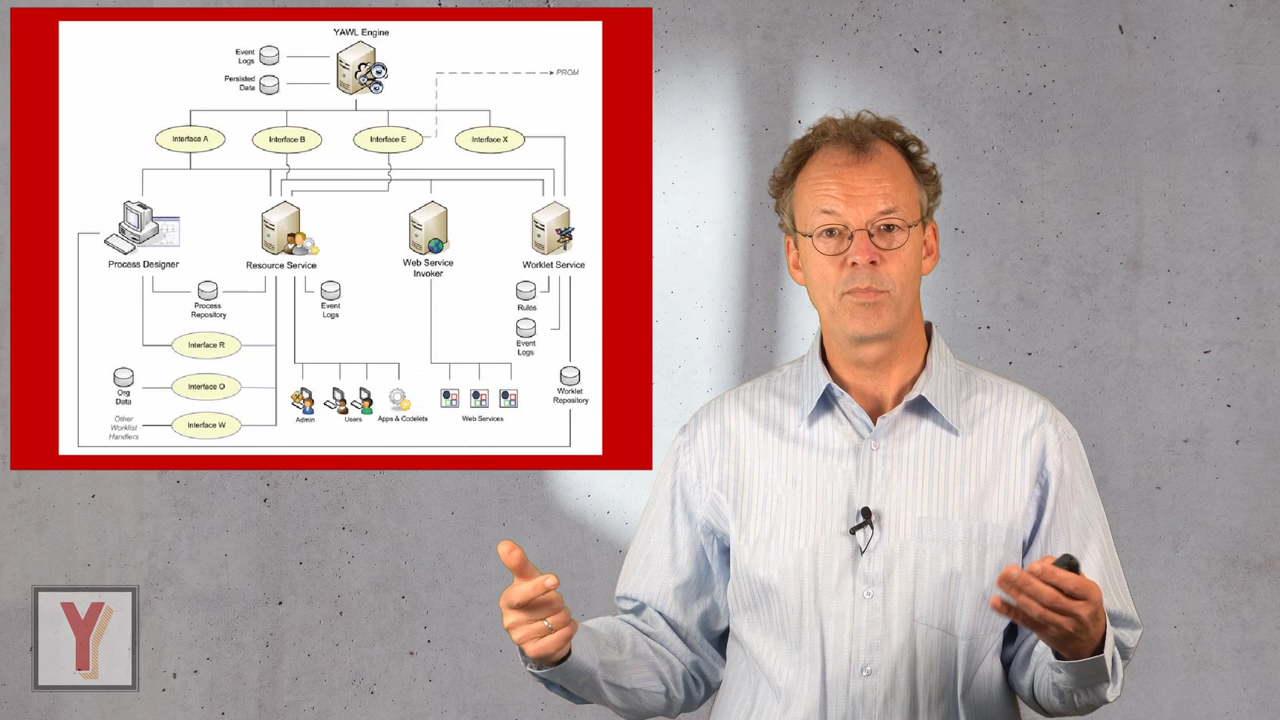 YAWL Engine
Event
Logs
Persisted
Data
PROM
Interface A
Interface B
Interface E
Interface X
Process Designer
Resource Service
Web Service
Invoker
Worklet Service
Process
Repository
Event
Logs
Rules
Event
Logs
Interface R
Interface O
Interface W
Org
Data
Other
Worklist
Handlers
Admin
Users
Apps & Codelets
Web Services
Worklet
Repository
Y